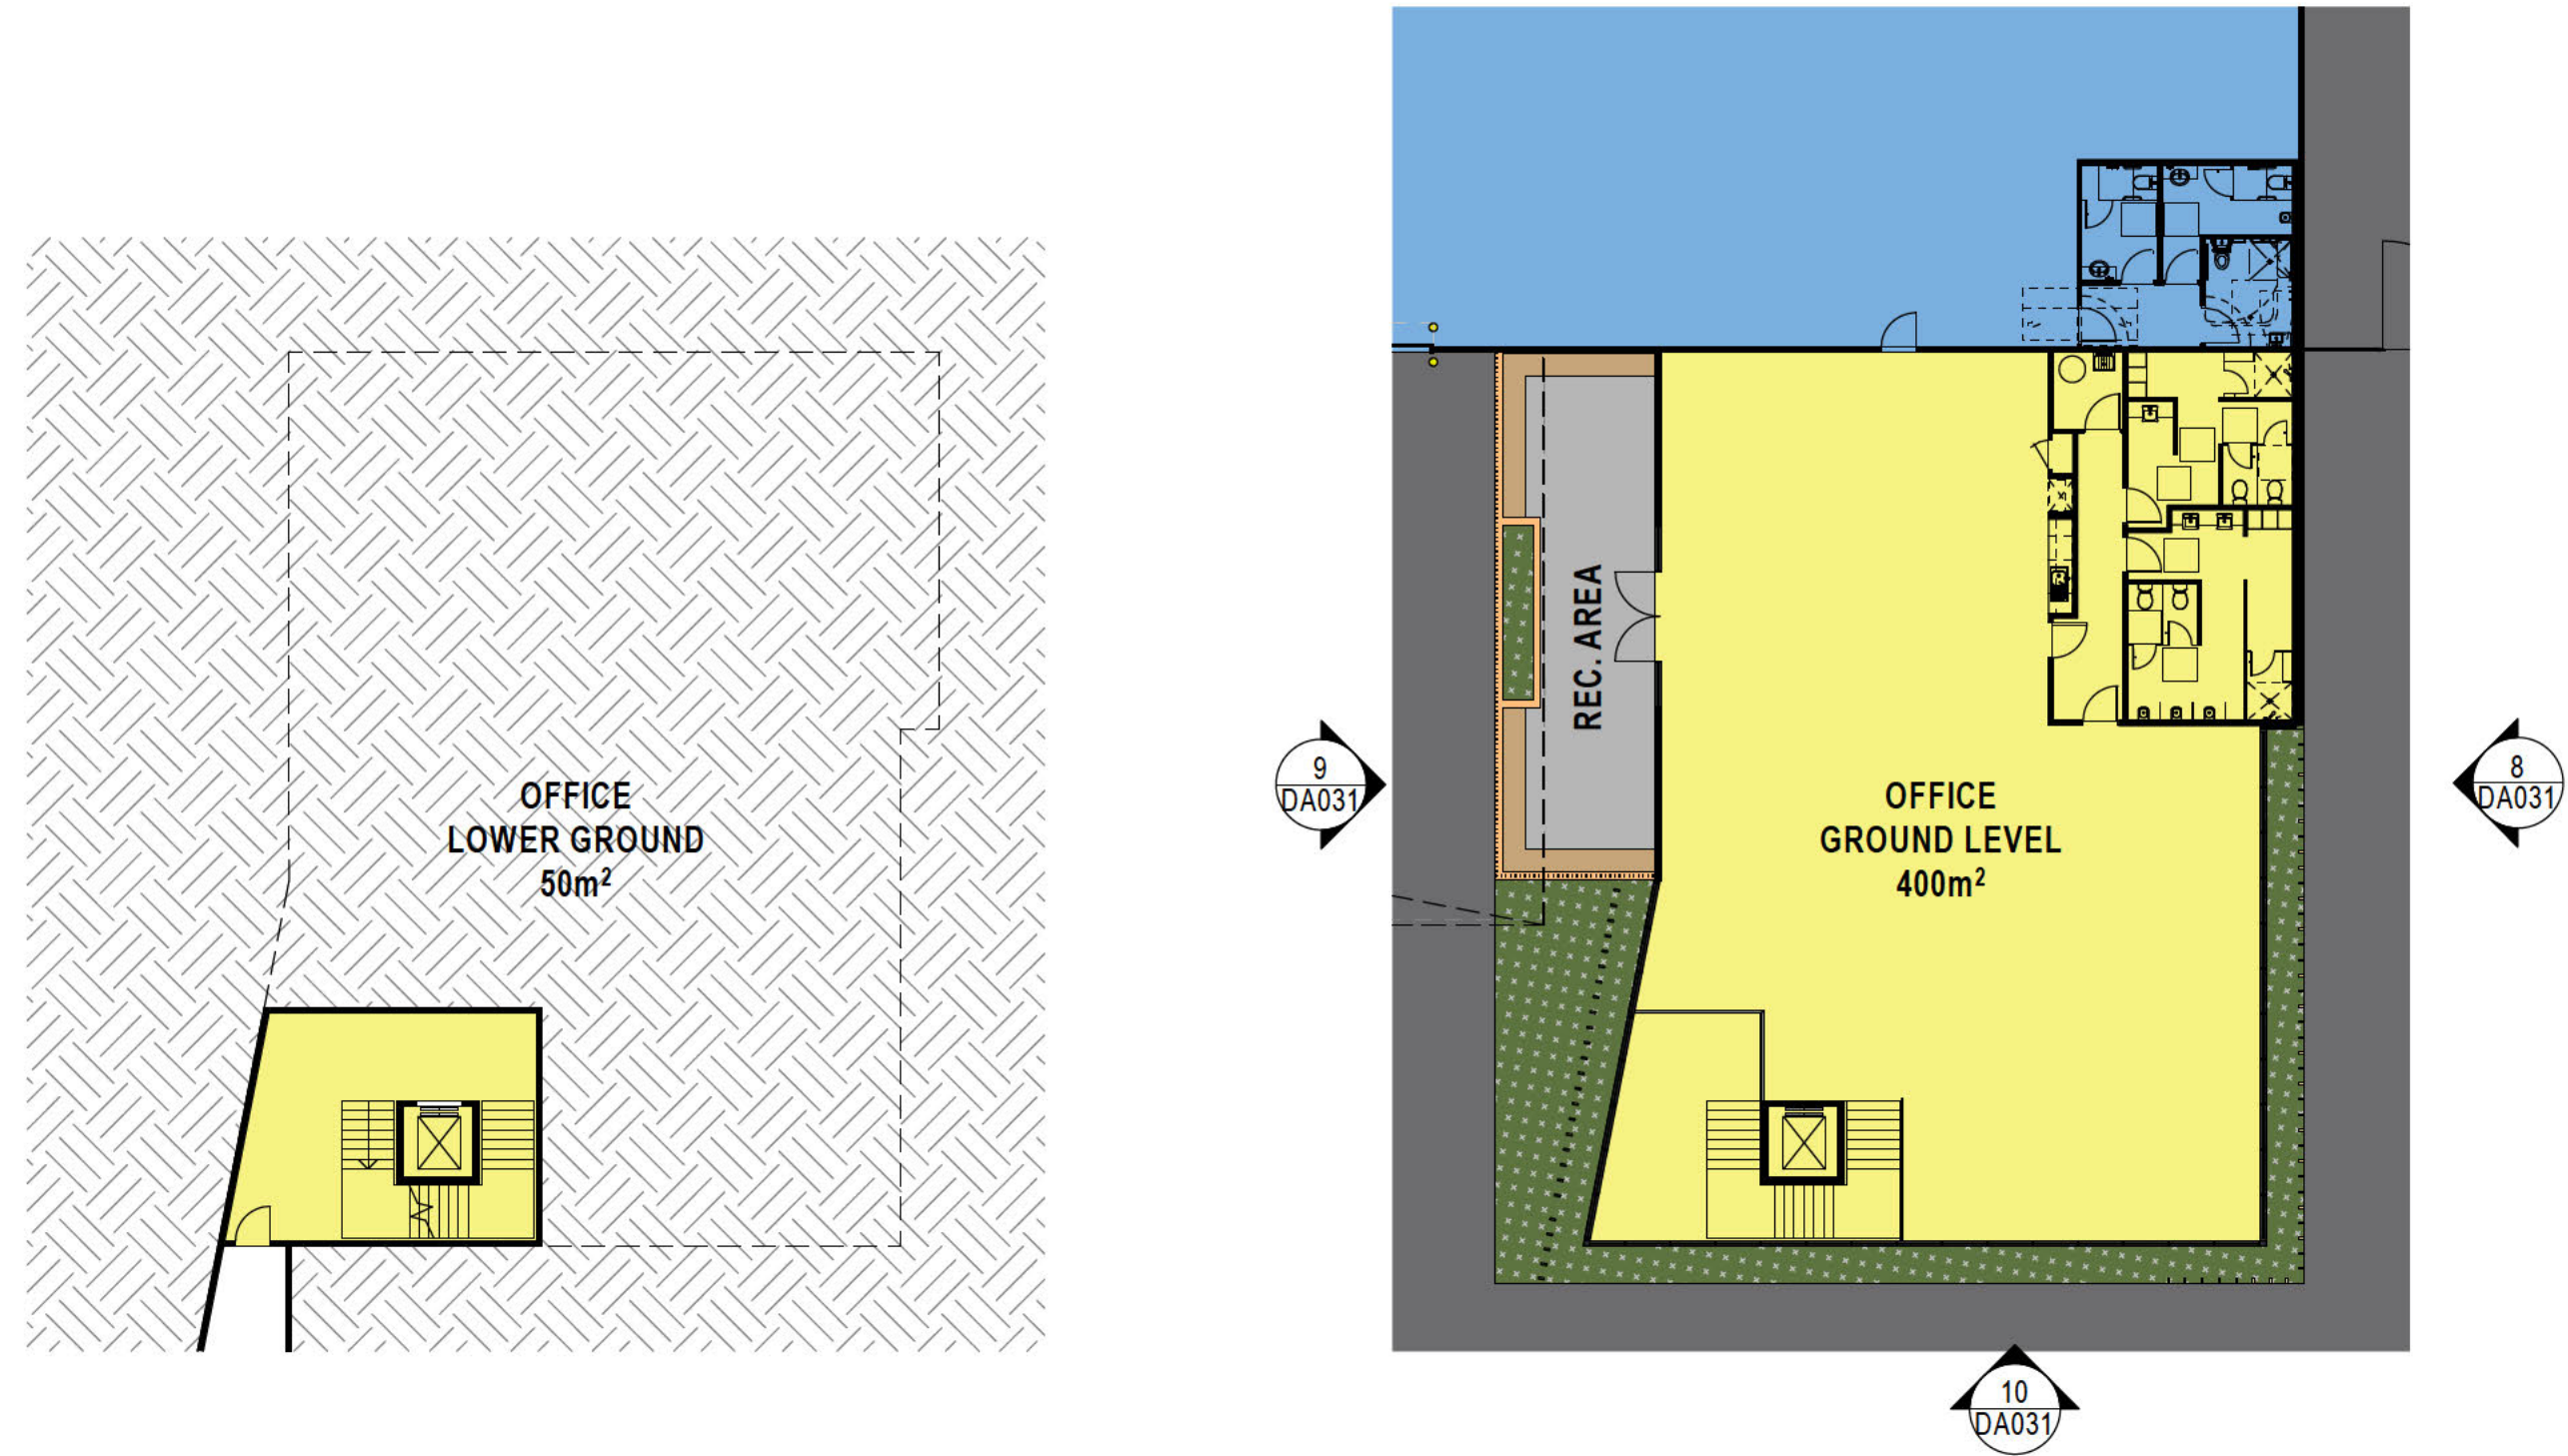 OFFICE
LOWER GROUND
50m²
REC. AREA
OFFICE
GROUND LEVEL
400m²
9
DA031
8
DA031
10
DA031